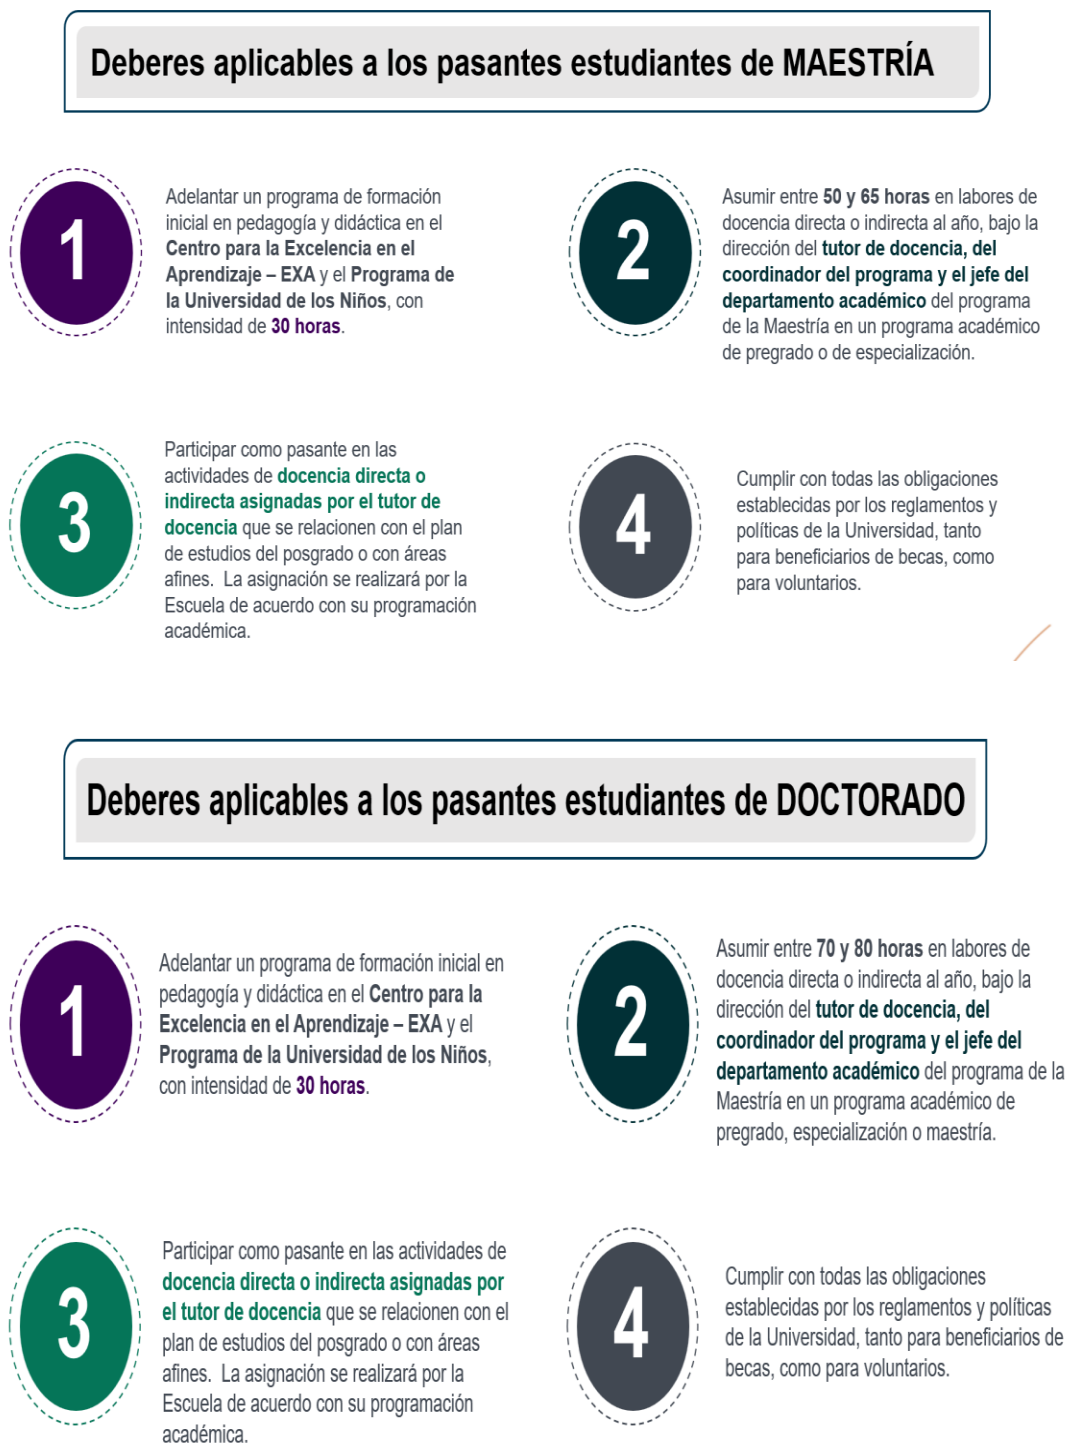 Deberes aplicables a los pasantes estudiantes de MAESTRÍA
1
Adelantar un programa de formación
inicial en pedagogía y didáctica en el
Centro para la Excelencia en el
Aprendizaje – EXA y el Programa de
la Universidad de los Niños, con
intensidad de 30 horas.
2
Asumir entre 50 y 65 horas en labores de
docencia directa o indirecta al año, bajo la
dirección del tutor de docencia, del
coordinador del programa y el jefe del
departamento académico del programa
de la Maestría en un programa académico
de pregrado o de especialización.
3
Participar como pasante en las
actividades de docencia directa o
indirecta asignadas por el tutor de
docencia que se relacionen con el plan
de estudios del posgrado o con áreas
afines.  La asignación se realizará por la
Escuela de acuerdo con su programación
académica.
4
Cumplir con todas las obligaciones
establecidas por los reglamentos y
políticas de la Universidad, tanto
para beneficiarios de becas, como
para voluntarios.
Deberes aplicables a los pasantes estudiantes de DOCTORADO
1
Adelantar un programa de formación inicial en
pedagogía y didáctica en el Centro para la
Excelencia en el Aprendizaje – EXA y el
Programa de la Universidad de los Niños,
con intensidad de 30 horas.
2
Asumir entre 70 y 80 horas en labores de
docencia directa o indirecta al año, bajo la
dirección del tutor de docencia, del
coordinador del programa y el jefe del
departamento académico del programa de la
Maestría en un programa académico de
pregrado, especialización o maestría.
3
Participar como pasante en las actividades de
docencia directa o indirecta asignadas por
el tutor de docencia que se relacionen con el
plan de estudios del posgrado o con áreas
afines.  La asignación se realizará por la
Escuela de acuerdo con su programación
académica.
4
Cumplir con todas las obligaciones
establecidas por los reglamentos y políticas
de la Universidad, tanto para beneficiarios de
becas, como para voluntarios.